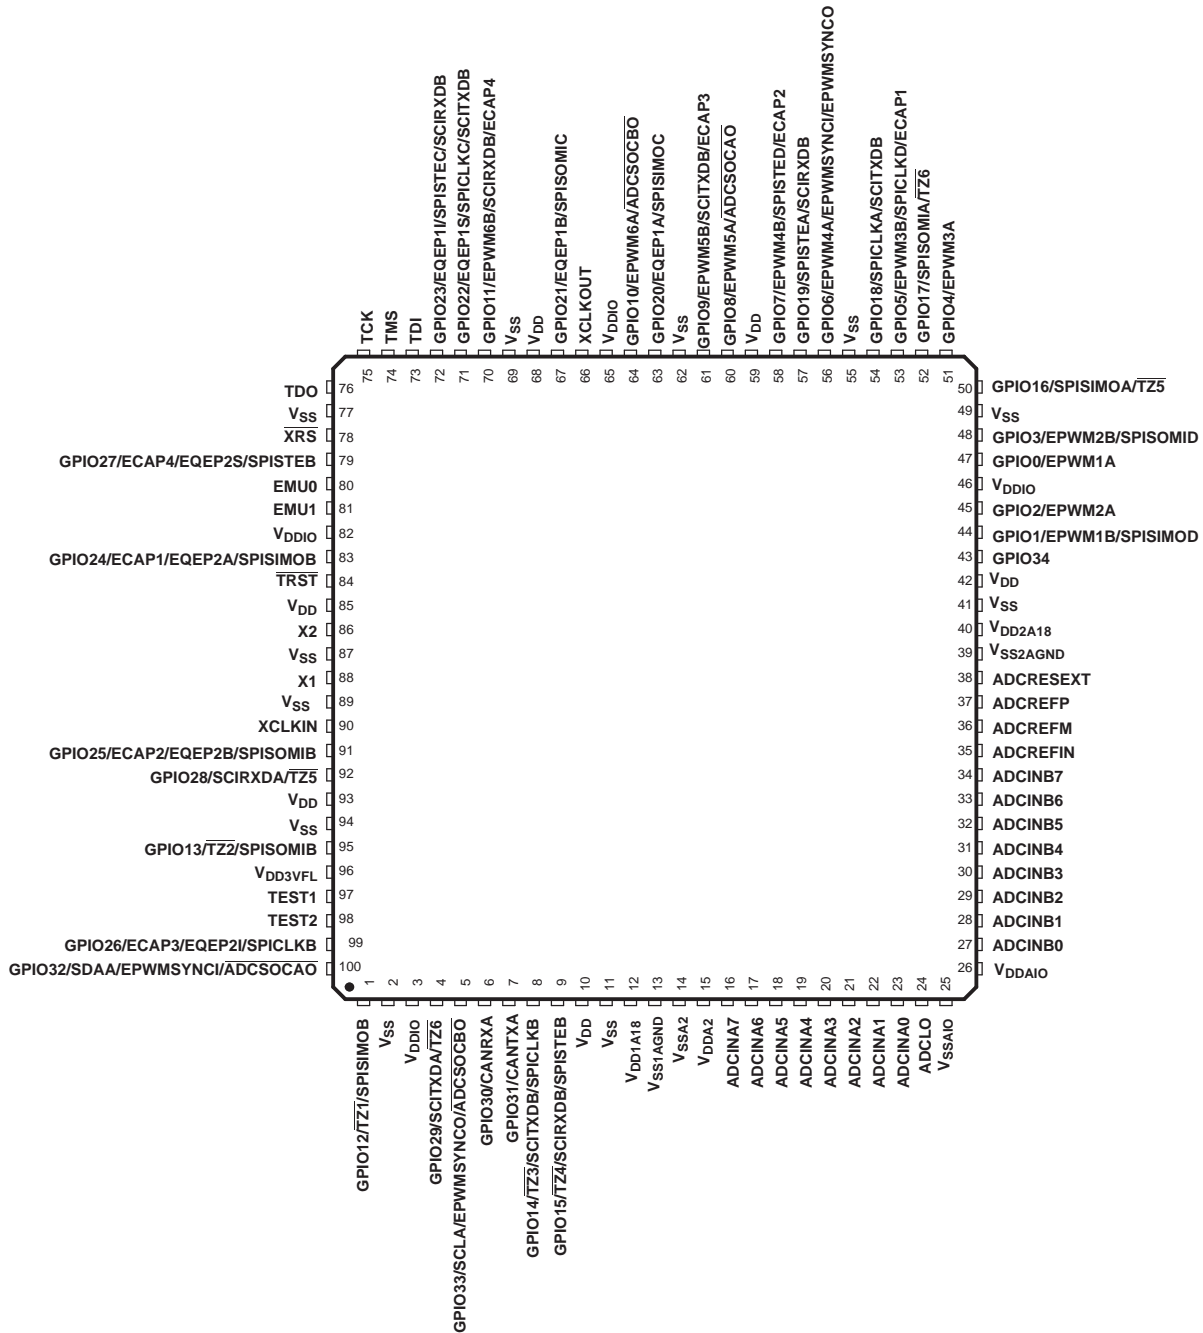 GPIO6/EPWM4A/EPWMSYNCI/EPWMSYNCO
GPIO23/EQEP1I/SPISTEC/SCIRXDB
GPIO22/EQEP1S/SPICLKC/SCITXDB
GPIO11/EPWM6B/SCIRXDB/ECAP4
GPIO10/EPWM6A/ADCSOCBO
GPIO20/EQEP1A/SPISIMOC
GPIO9/EPWM5B/SCITXDB/ECAP3
GPIO8/EPWM5A/ADCSOCAO
GPIO7/EPWM4B/SPISTED/ECAP2
GPIO19/SPISTEA/SCIRXDB
GPIO18/SPICLKA/SCITXDB
GPIO5/EPWM3B/SPICLKD/ECAP1
GPIO17/SPISOMIA/TZ6
GPIO4/EPWM3A
GPIO21/EQEP1B/SPISOMIC
XCLKOUT
TCK
TMS
TDI
VSS
VDD
VDDIO
VSS
VDD
VSS
75 74 73 72 71 70 69 68 67 66 65 64 63 62 61 60 59 58 57 56 55 54 53 52 51
TDO 76
VSS 77
XRS 78
GPIO27/ECAP4/EQEP2S/SPISTEB 79
EMU0 80
EMU1 81
VDDIO 82
GPIO24/ECAP1/EQEP2A/SPISIMOB 83
TRST 84
VDD 85
X2 86
VSS 87
X1 88
VSS 89
XCLKIN 90
GPIO25/ECAP2/EQEP2B/SPISOMIB 91
GPIO28/SCIRXDA/TZ5 92
VDD 93
VSS 94
GPIO13/TZ2/SPISOMIB 95
VDD3VFL 96
TEST1 97
TEST2 98
GPIO26/ECAP3/EQEP2I/SPICLKB 99
GPIO32/SDAA/EPWMSYNCI/ADCSOCAO 100
50 GPIO16/SPISIMOA/TZ5
49 VSS
48 GPIO3/EPWM2B/SPISOMID
47 GPIO0/EPWM1A
46 VDDIO
45 GPIO2/EPWM2A
44 GPIO1/EPWM1B/SPISIMOD
43 GPIO34
42 VDD
41 VSS
40 VDD2A18
39 VSS2AGND
38 ADCRESEXT
37 ADCREFP
36 ADCREFM
35 ADCREFIN
34 ADCINB7
33 ADCINB6
32 ADCINB5
31 ADCINB4
30 ADCINB3
29 ADCINB2
28 ADCINB1
27 ADCINB0
26 VDDAIO
1 2 3 4 5 6 7 8 9 10 11 12 13 14 15 16 17 18 19 20 21 22 23 24 25
GPIO12/TZ1/SPISIMOB
VSS
VDDIO
GPIO29/SCITXDA/TZ6
GPIO33/SCLA/EPWMSYNCO/ADCSOCBO
GPIO30/CANRXA
GPIO31/CANTXA
GPIO14/TZ3/SCITXDB/SPICLKB
GPIO15/TZ4/SCIRXDB/SPISTEB
VDD
VSS
VDD1A18
VSS1AGND
VSSA2
VDDA2
ADCINA7
ADCINA6
ADCINA5
ADCINA4
ADCINA3
ADCINA2
ADCINA1
ADCINA0
ADCLO
VSSAIO